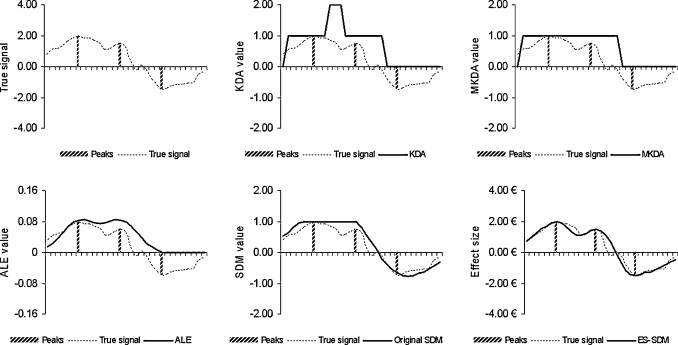 True signal
4.00
2.00
0.00
-2.00
-4.00
Peaks True signal
KDA value
2.00
1.00
0.00
-1.00
-2.00
Peaks True signal KDA
MKDA value
2.00
1.00
0.00
-1.00
-2.00
Peaks True signal MKDA
ALE value
0.16
0.08
0
-0.08
-0.16
Peaks True signal ALE
SDM value
2.00
1.00
0.00
-1.00
-2.00
Peaks True signal Original SDM
Effect size
4.00 €
2.00 €
0.00 €
-2.00 €
-4.00 €
Peaks True signal ES-SDM